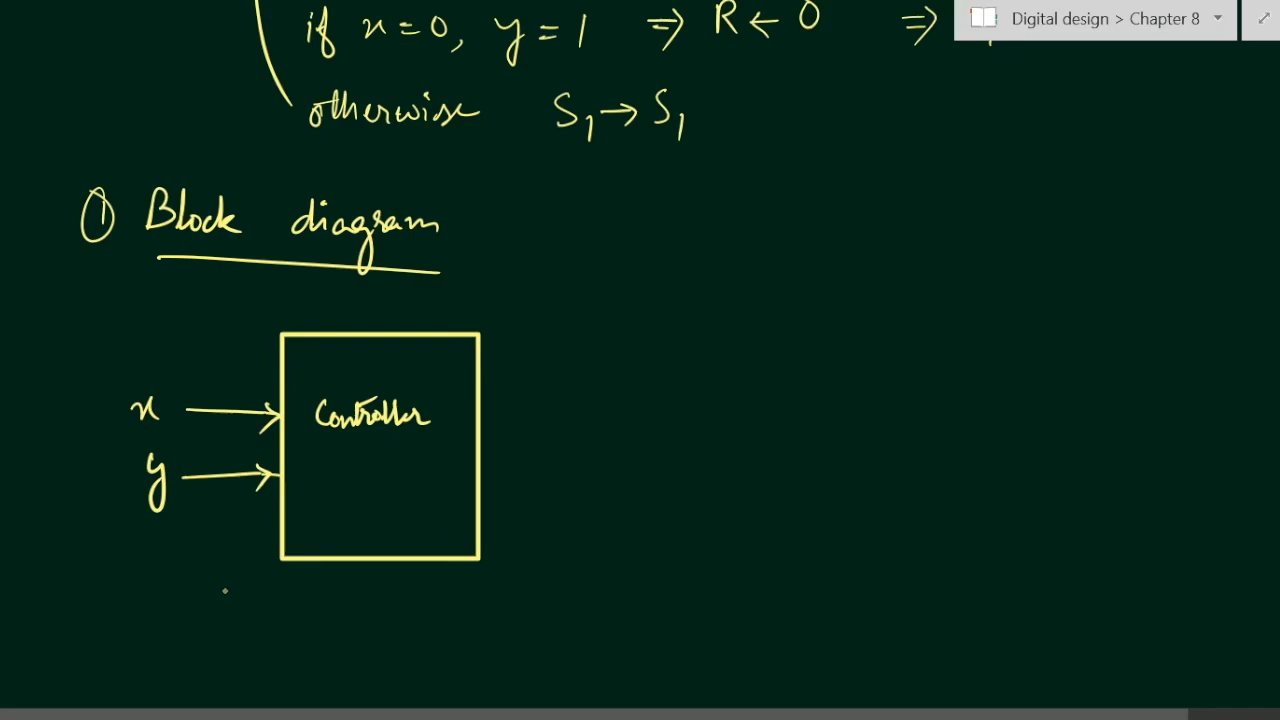 Digital design > Chapter 8
if x = 0, y = 1 ⇒ R ← 0 ⇒
otherwise S₁ → S₁
① Block diagram
x
Controller
y